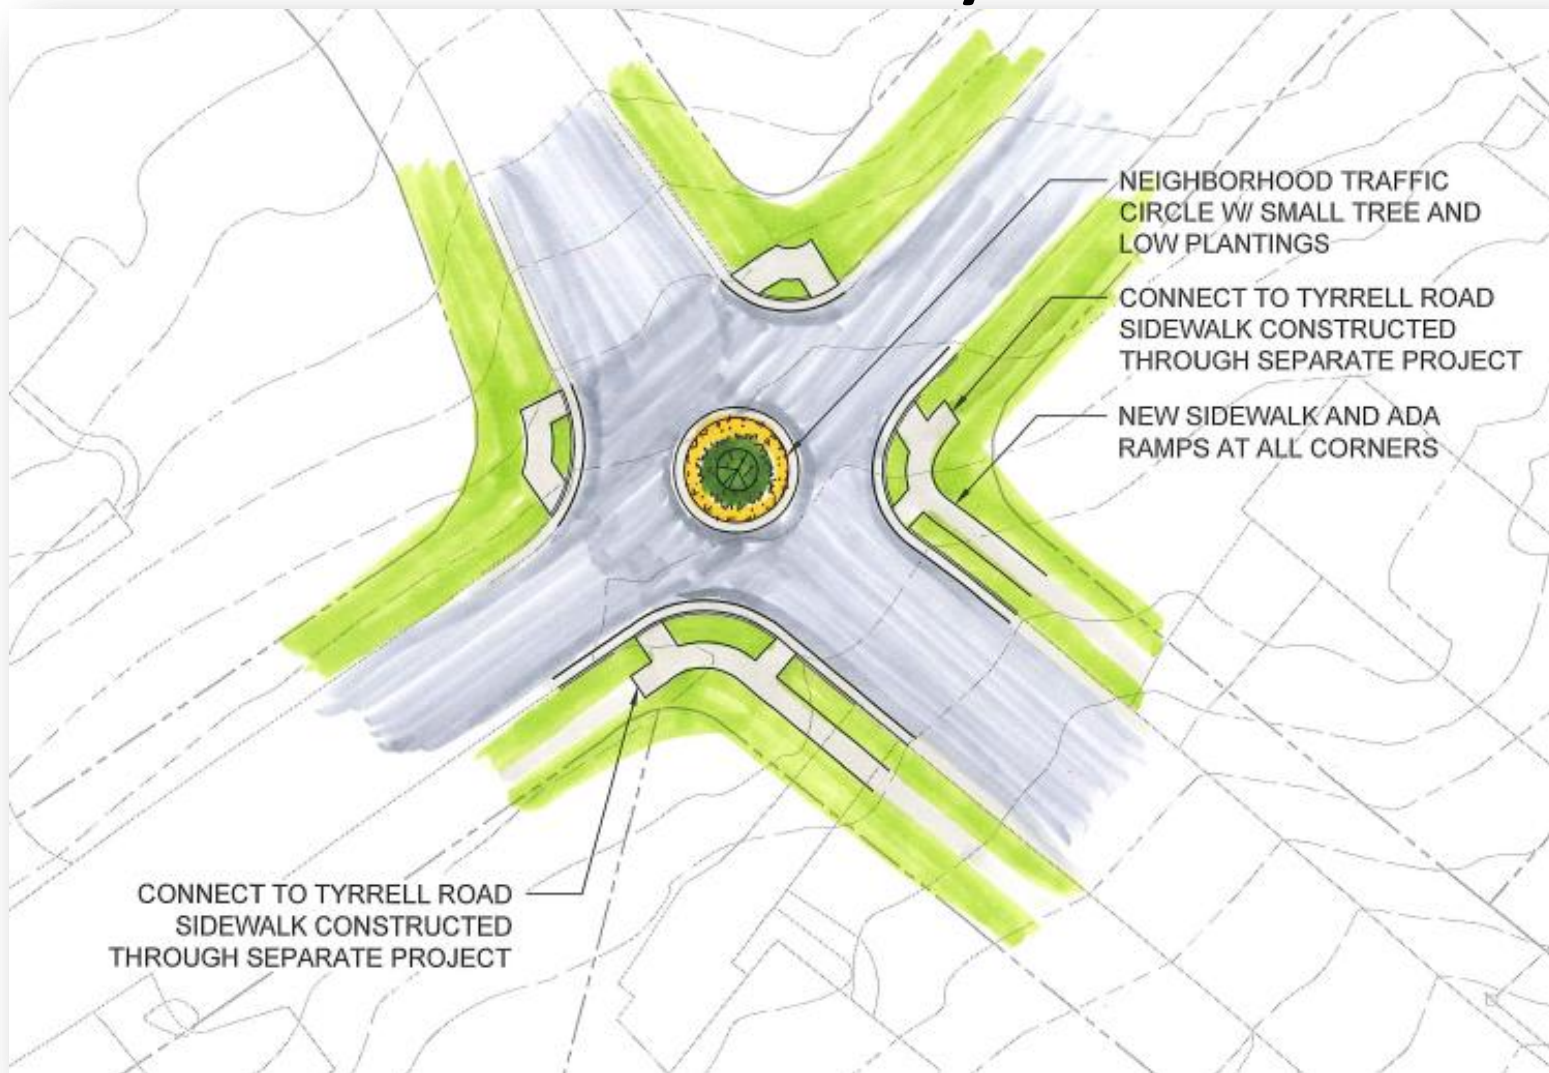 NEIGHBORHOOD TRAFFIC
CIRCLE W/ SMALL TREE AND
LOW PLANTINGS
CONNECT TO TYRRELL ROAD
SIDEWALK CONSTRUCTED
THROUGH SEPARATE PROJECT
NEW SIDEWALK AND ADA
RAMPS AT ALL CORNERS
CONNECT TO TYRRELL ROAD
SIDEWALK CONSTRUCTED
THROUGH SEPARATE PROJECT